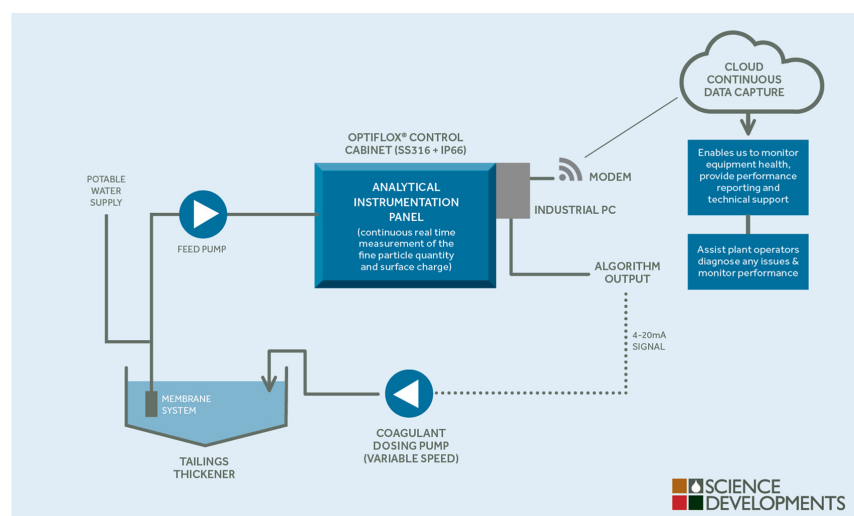 CLOUD
CONTINUOUS
DATA CAPTURE
OPTIFLOX® CONTROL
CABINET (SS316 + IP66)
Enables us to monitor
equipment health,
provide performance
reporting and
technical support
POTABLE
WATER
SUPPLY
ANALYTICAL
INSTRUMENTATION
PANEL
(continuous real time
measurement of the
fine particle quantity
and surface charge)
MODEM
INDUSTRIAL PC
FEED PUMP
Assist plant operators
diagnose any issues &
monitor performance
ALGORITHM
OUTPUT
4-20mA
SIGNAL
MEMBRANE
SYSTEM
COAGULANT
DOSING PUMP
(VARIABLE SPEED)
TAILINGS
THICKENER
SCIENCE
DEVELOPMENTS